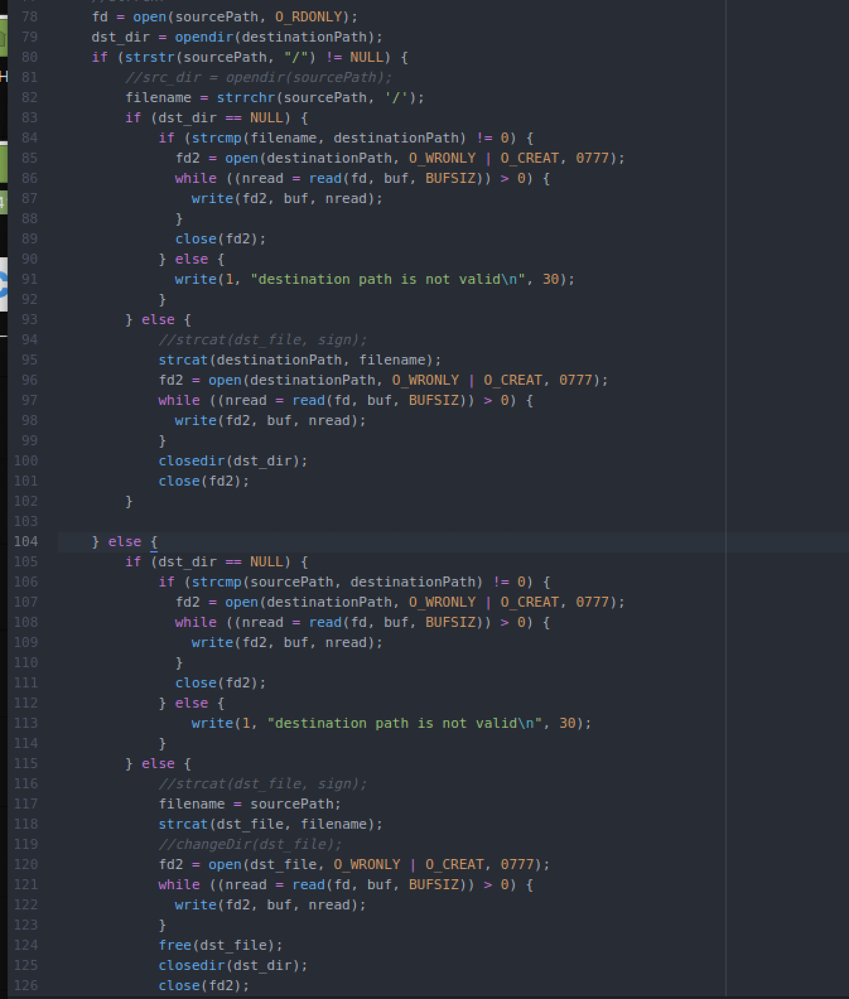 78 fd = open(sourcePath, O_RDONLY);
79 dst_dir = opendir(destinationPath);
80 if (strstr(sourcePath, "/") != NULL) {
81 //src_dir = opendir(sourcePath);
82 filename = strrchr(sourcePath, '/');
83 if (dst_dir == NULL) {
84 if (strcmp(filename, destinationPath) != 0) {
85 fd2 = open(destinationPath, O_WRONLY | O_CREAT, 0777);
86 while ((nread = read(fd, buf, BUFSIZ)) > 0) {
87 write(fd2, buf, nread);
88 }
89 close(fd2);
90 } else {
91 write(1, "destination path is not valid\n", 30);
92 }
93 } else {
94 //strcat(dst_file, sign);
95 strcat(destinationPath, filename);
96 fd2 = open(destinationPath, O_WRONLY | O_CREAT, 0777);
97 while ((nread = read(fd, buf, BUFSIZ)) > 0) {
98 write(fd2, buf, nread);
99 }
100 closedir(dst_dir);
101 close(fd2);
102 }
103
104 } else {
105 if (dst_dir == NULL) {
106 if (strcmp(sourcePath, destinationPath) != 0) {
107 fd2 = open(destinationPath, O_WRONLY | O_CREAT, 0777);
108 while ((nread = read(fd, buf, BUFSIZ)) > 0) {
109 write(fd2, buf, nread);
110 }
111 close(fd2);
112 } else {
113 write(1, "destination path is not valid\n", 30);
114 }
115 } else {
116 //strcat(dst_file, sign);
117 filename = sourcePath;
118 strcat(dst_file, filename);
119 //changeDir(dst_file);
120 fd2 = open(dst_file, O_WRONLY | O_CREAT, 0777);
121 while ((nread = read(fd, buf, BUFSIZ)) > 0) {
122 write(fd2, buf, nread);
123 }
124 free(dst_file);
125 closedir(dst_dir);
126 close(fd2);